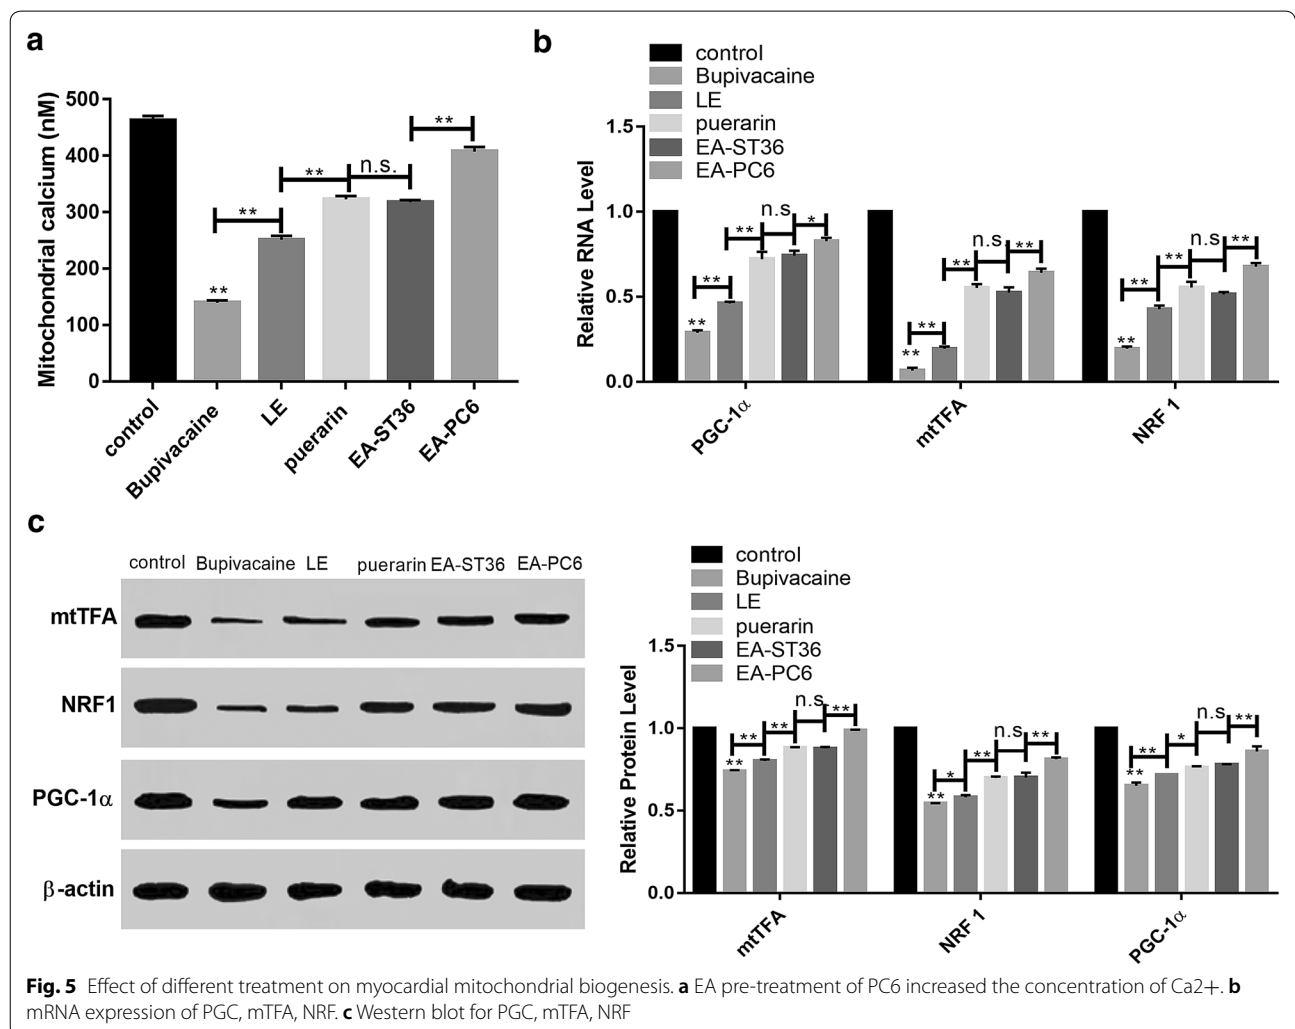 a
Mitochondrial calcium (nM)
500
400
300
200
100
0
**
**
**
n.s.
**
control
Bupivacaine
LE
puerarin
EA-ST36
EA-PC6
b
control
Bupivacaine
LE
puerarin
EA-ST36
EA-PC6
Relative RNA Level
1.5
1.0
0.5
0.0
**
**
**
n.s
*
**
**
**
n.s.
**
**
**
**
n.s
**
PGC-1α
mtTFA
NRF 1
c
control Bupivacaine LE puerarin EA-ST36 EA-PC6
mtTFA
NRF1
PGC-1α
β-actin
control
Bupivacaine
LE
puerarin
EA-ST36
EA-PC6
Relative Protein Level
1.5
1.0
0.5
0.0
**
**
**
n.s
**
**
*
**
n.s
**
**
**
*
n.s
**
mtTFA
NRF 1
PGC-1α
Fig. 5 Effect of different treatment on myocardial mitochondrial biogenesis. a EA pre-treatment of PC6 increased the concentration of Ca2+. b
mRNA expression of PGC, mTFA, NRF. c Western blot for PGC, mTFA, NRF